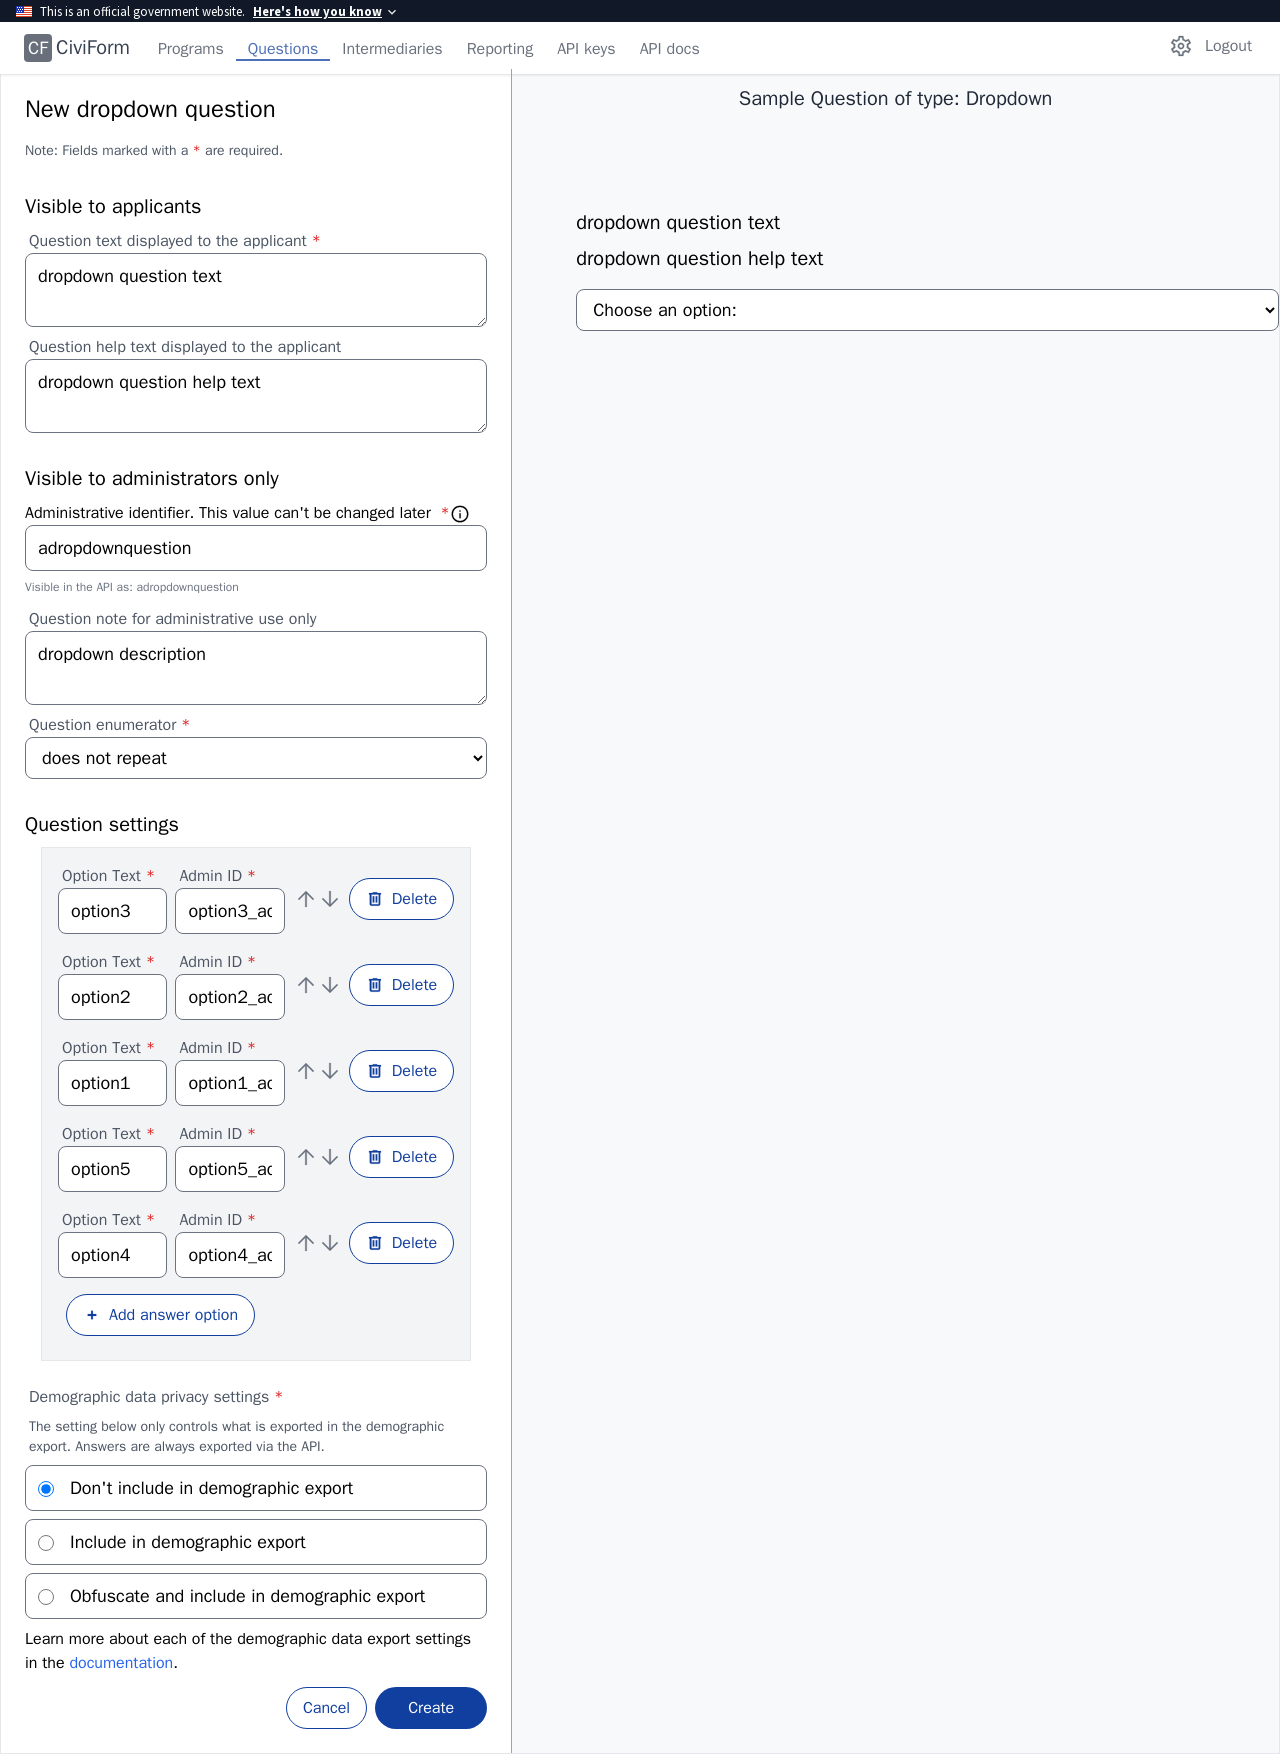 This is an official government website. Here's how you know
CF CiviForm Programs Questions Intermediaries Reporting API keys API docs Logout
New dropdown question
Note: Fields marked with a * are required.
Visible to applicants
Question text displayed to the applicant *
dropdown question text
Question help text displayed to the applicant
dropdown question help text
Visible to administrators only
Administrative identifier. This value can't be changed later *
adropdownquestion
Visible in the API as: adropdownquestion
Question note for administrative use only
dropdown description
Question enumerator *
does not repeat
Question settings
Option Text * Admin ID *
option3 option3_ad Delete
Option Text * Admin ID *
option2 option2_ad Delete
Option Text * Admin ID *
option1 option1_ad Delete
Option Text * Admin ID *
option5 option5_ad Delete
Option Text * Admin ID *
option4 option4_ad Delete
+ Add answer option
Demographic data privacy settings *
The setting below only controls what is exported in the demographic
export. Answers are always exported via the API.
Don't include in demographic export
Include in demographic export
Obfuscate and include in demographic export
Learn more about each of the demographic data export settings
in the documentation.
Cancel Create
Sample Question of type: Dropdown
dropdown question text
dropdown question help text
Choose an option: